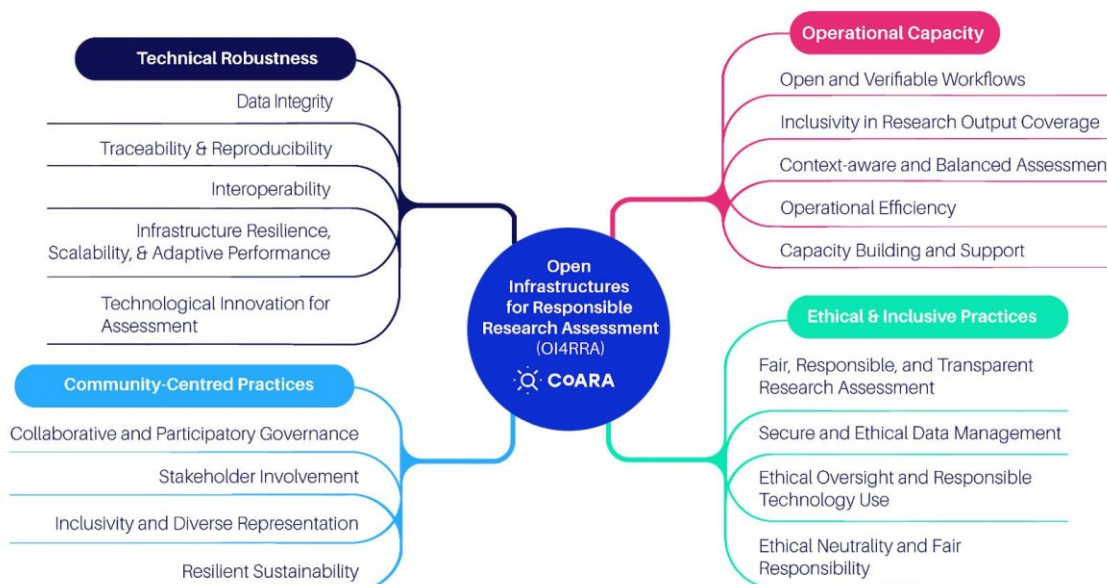 Technical Robustness
Data Integrity
Traceability & Reproducibility
Interoperability
Infrastructure Resilience,
Scalability, & Adaptive Performance
Technological Innovation for
Assessment
Community-Centred Practices
Collaborative and Participatory Governance
Stakeholder Involvement
Inclusivity and Diverse Representation
Resilient Sustainability
Open
Infrastructures
for Responsible
Research Assessment
(OI4RRA)
CoARA
Operational Capacity
Open and Verifiable Workflows
Inclusivity in Research Output Coverage
Context-aware and Balanced Assessment
Operational Efficiency
Capacity Building and Support
Ethical & Inclusive Practices
Fair, Responsible, and Transparent
Research Assessment
Secure and Ethical Data Management
Ethical Oversight and Responsible
Technology Use
Ethical Neutrality and Fair
Responsibility